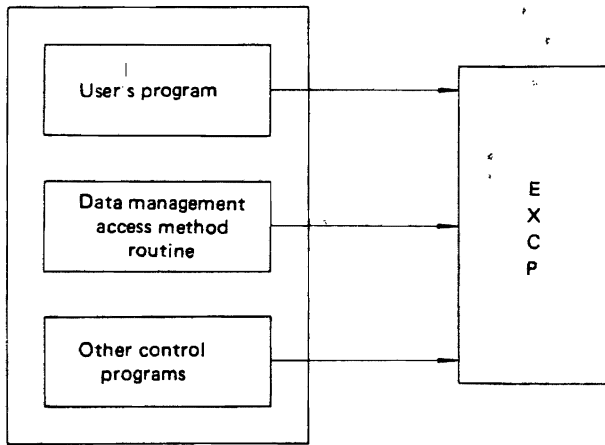 User's program
Data management
access method
routine
Other control
programs
E
X
C
P